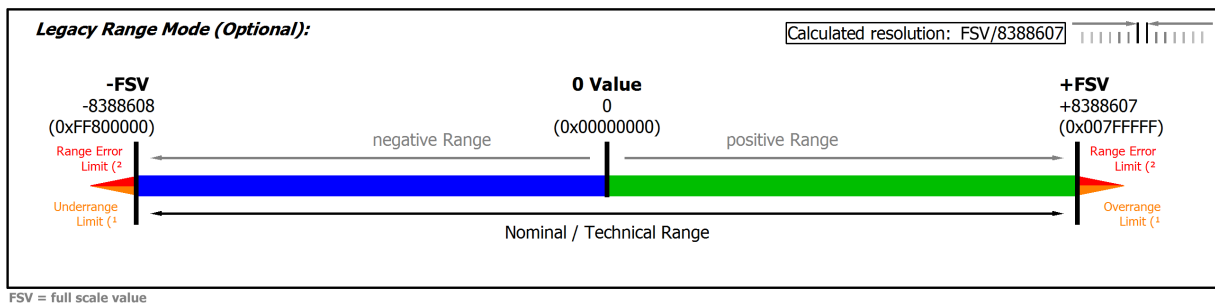 Legacy Range Mode (Optional):
Calculated resolution: FSV/8388607
-FSV
-8388608
(0xFF800000)
0 Value
0
(0x00000000)
+FSV
+8388607
(0x007FFFFF)
negative Range
positive Range
Range Error
Limit (²
Range Error
Limit (²
Underrange
Limit (¹
Overrange
Limit (¹
Nominal / Technical Range
FSV = full scale value